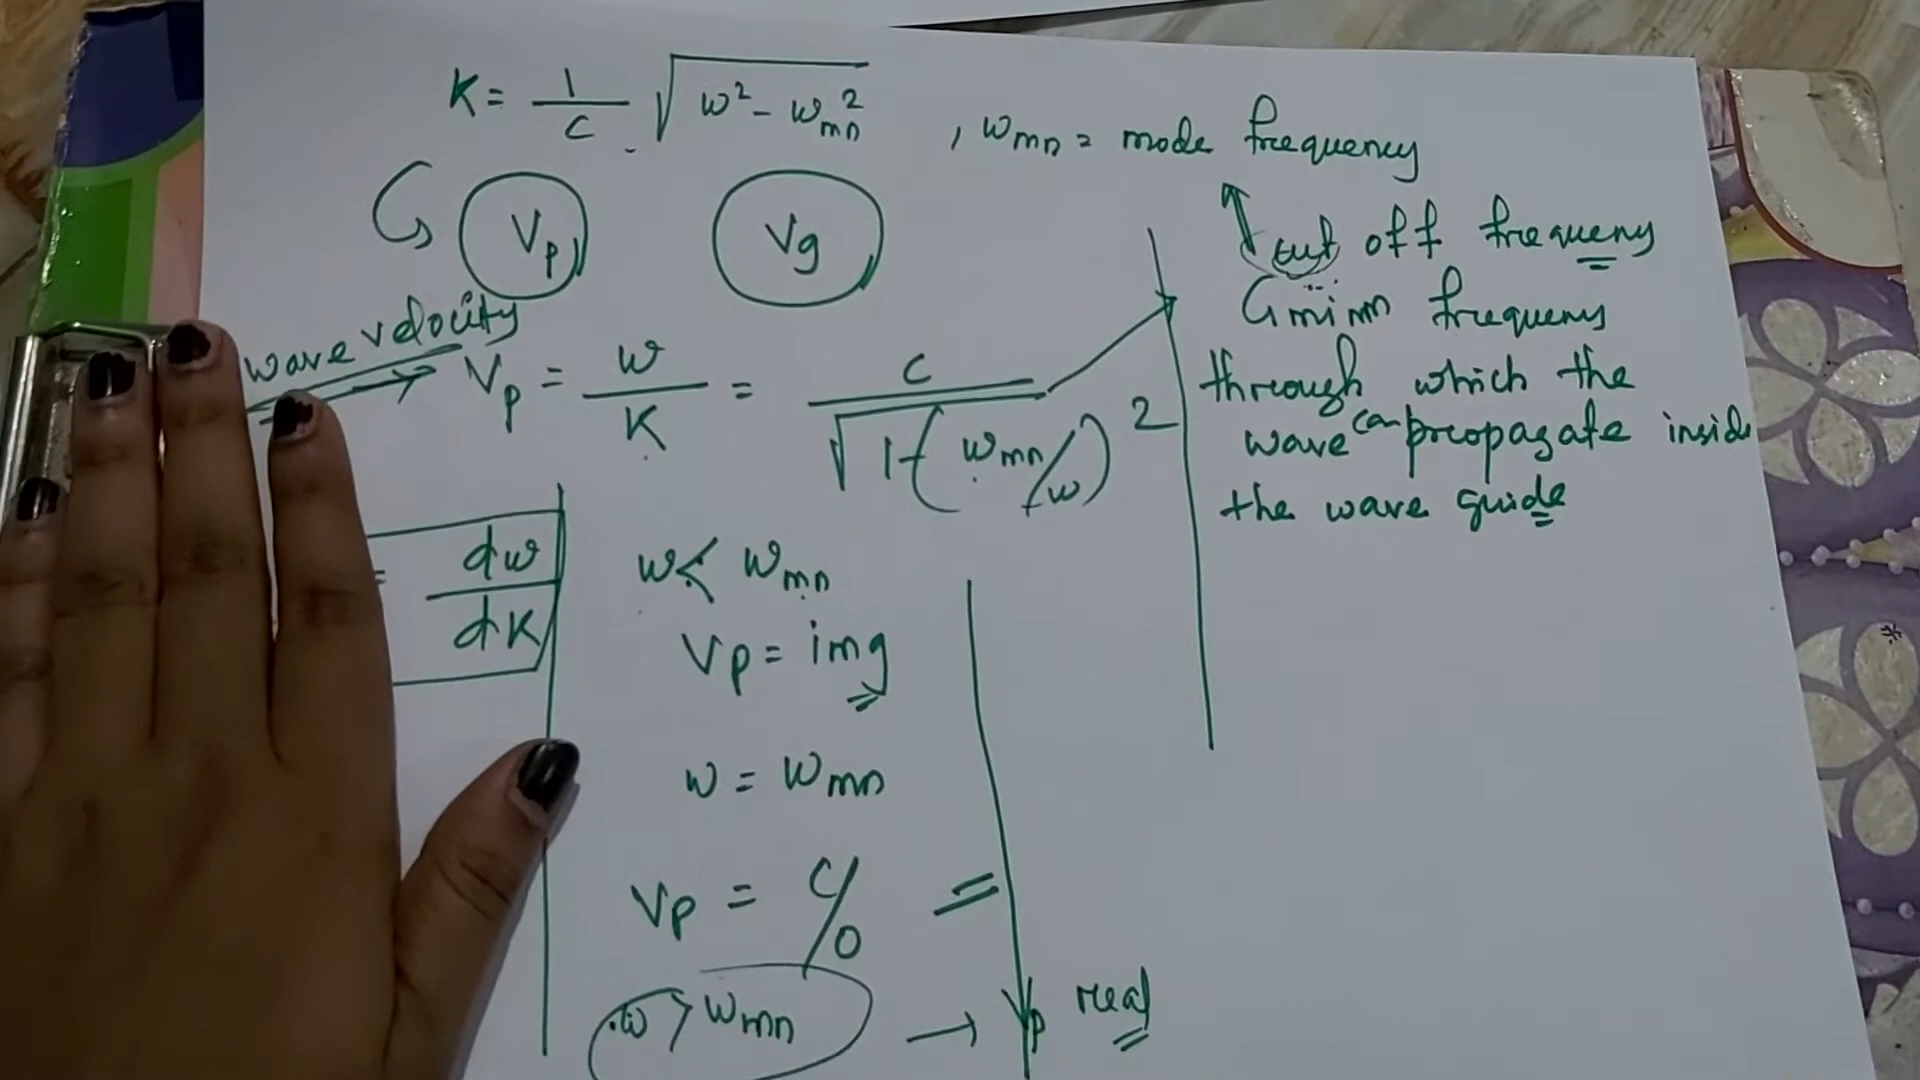 K = 1/c √(ω² - ω²mn) , ωmn = mode frequency
Vp Vg
cut off frequeny
minm frequeny
through which the
wave can propagate inside
the wave guide
wave velocity
Vp = ω/K = c/√(1-(ωmn/ω)²
= dω/dK
ω < ωmn
Vp = img
ω = ωmn
Vp = c/0 =
ω > ωmn → Vp real